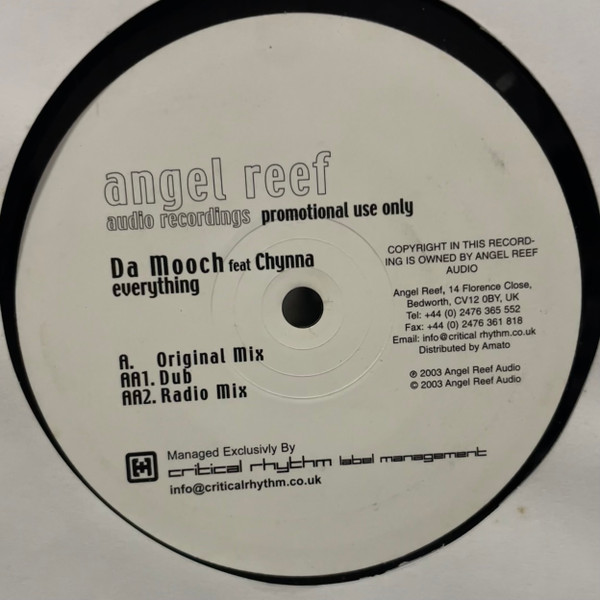 angel reef
audio recordings promotional use only
Da Mooch feat Chynna
everything
A. Original Mix
AA1. Dub
AA2. Radio Mix
COPYRIGHT IN THIS RECORD-
ING IS OWNED BY ANGEL REEF
AUDIO
Angel Reef, 14 Florence Close,
Bedworth, CV12 0BY, UK
Tel: +44 (0) 2476 365 552
Fax: +44 (0) 2476 361 818
Email: info@critical rhythm.co.uk
Distributed by Amato
℗ 2003 Angel Reef Audio
© 2003 Angel Reef Audio
Managed Exclusivly By
critical rhythm label management
info@criticalrhythm.co.uk